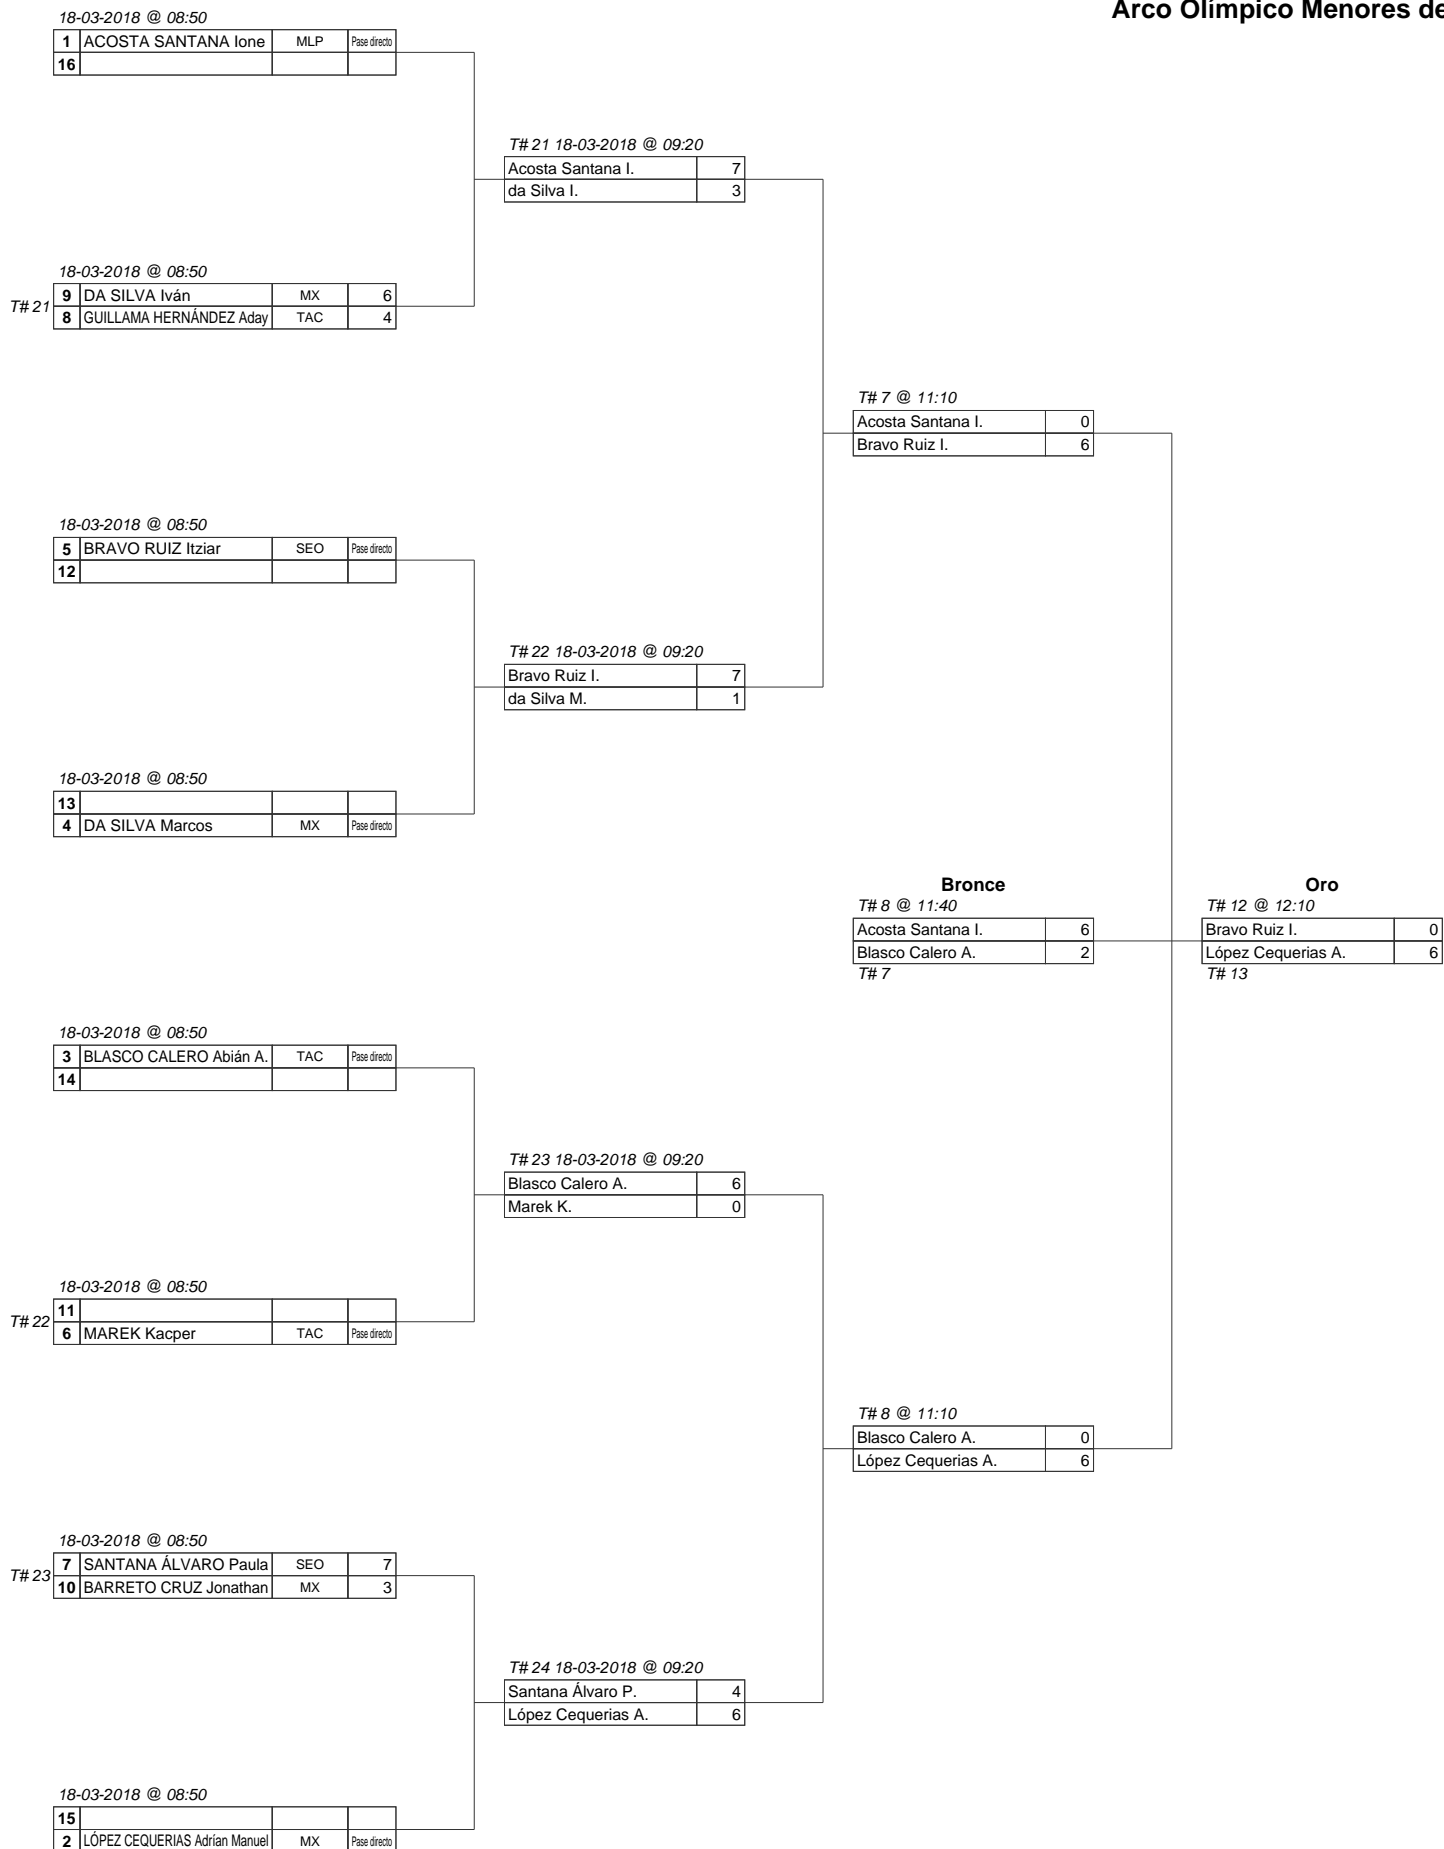 Arco Olímpico Menores de
18-03-2018 @ 08:50
1 ACOSTA SANTANA Ione MLP Pase directo
16
T# 21 18-03-2018 @ 09:20
Acosta Santana I. 7
da Silva I. 3
18-03-2018 @ 08:50
T# 21
9 DA SILVA Iván MX 6
8 GUILLAMA HERNÁNDEZ Aday TAC 4
T# 7 @ 11:10
Acosta Santana I. 0
Bravo Ruiz I. 6
18-03-2018 @ 08:50
5 BRAVO RUIZ Itziar SEO Pase directo
12
T# 22 18-03-2018 @ 09:20
Bravo Ruiz I. 7
da Silva M. 1
18-03-2018 @ 08:50
13
4 DA SILVA Marcos MX Pase directo
Bronce
T# 8 @ 11:40
Acosta Santana I. 6
Blasco Calero A. 2
T# 7
Oro
T# 12 @ 12:10
Bravo Ruiz I. 0
López Cequerias A. 6
T# 13
18-03-2018 @ 08:50
3 BLASCO CALERO Abián A. TAC Pase directo
14
T# 23 18-03-2018 @ 09:20
Blasco Calero A. 6
Marek K. 0
18-03-2018 @ 08:50
T# 22
11
6 MAREK Kacper TAC Pase directo
T# 8 @ 11:10
Blasco Calero A. 0
López Cequerias A. 6
18-03-2018 @ 08:50
T# 23
7 SANTANA ÁLVARO Paula SEO 7
10 BARRETO CRUZ Jonathan MX 3
T# 24 18-03-2018 @ 09:20
Santana Álvaro P. 4
López Cequerias A. 6
18-03-2018 @ 08:50
15
2 LÓPEZ CEQUERIAS Adrían Manuel MX Pase directo